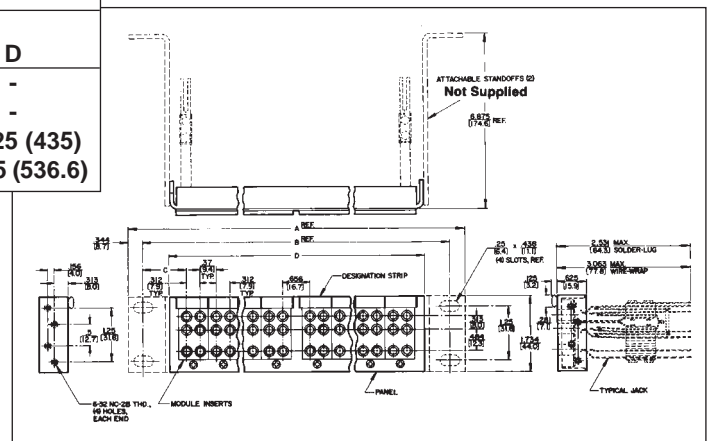 D
-
-
25 (435)
5 (536.6)
ATTACHABLE STANDOFFS (2)
Not Supplied
6.875
(174.6) REF.
A REF.
B REF.
D
.344
(8.7)
.25 x .438
(6.4) (11.1)
(4) SLOTS, REF.
2.531 MAX.
(64.3) SOLDER-LUG
3.063 MAX.
(77.8) WIRE-WRAP
.156
(4.0)
.313
(8.0)
C
.312
(7.9)
TYP.
.37
(9.4)
TYP.
.312
(7.9)
TYP.
.656
(16.7)
DESIGNATION STRIP
.125
(3.2)
.625
(15.9)
.5
(12.7)
1.25
(31.8)
.313
(8.0)
1.25
(31.8)
1.734
(44.0)
.281
(7.1)
6-32 NC-2B THD.,
(4) HOLES,
EACH END
MODULE INSERTS
PANEL
TYPICAL JACK